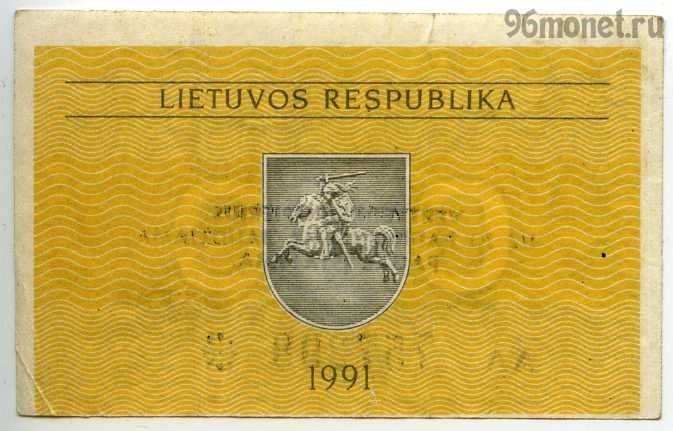 96monet.ru
LIETUVOS RESPUBLIKA
1991